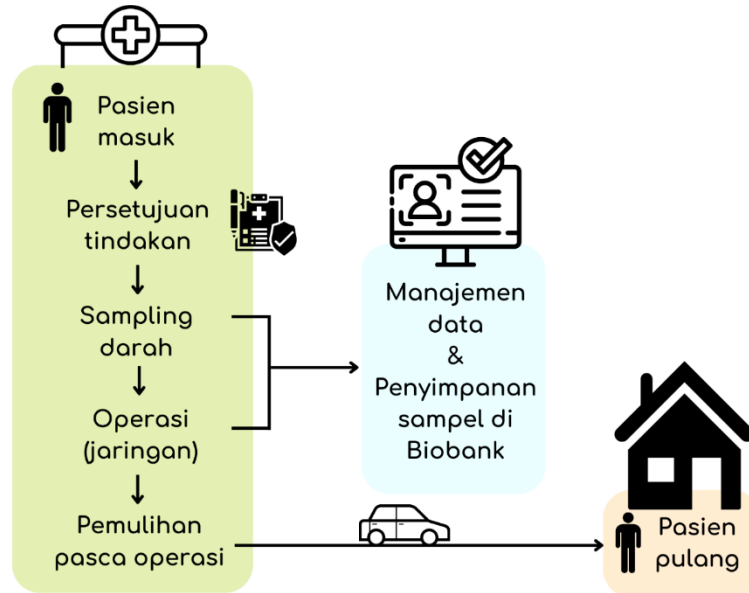 Pasien
masuk
Persetujuan
tindakan
Sampling
darah
Operasi
(jaringan)
Pemulihan
pasca operasi
Manajemen
data
&
Penyimpanan
sampel di
Biobank
Pasien
pulang